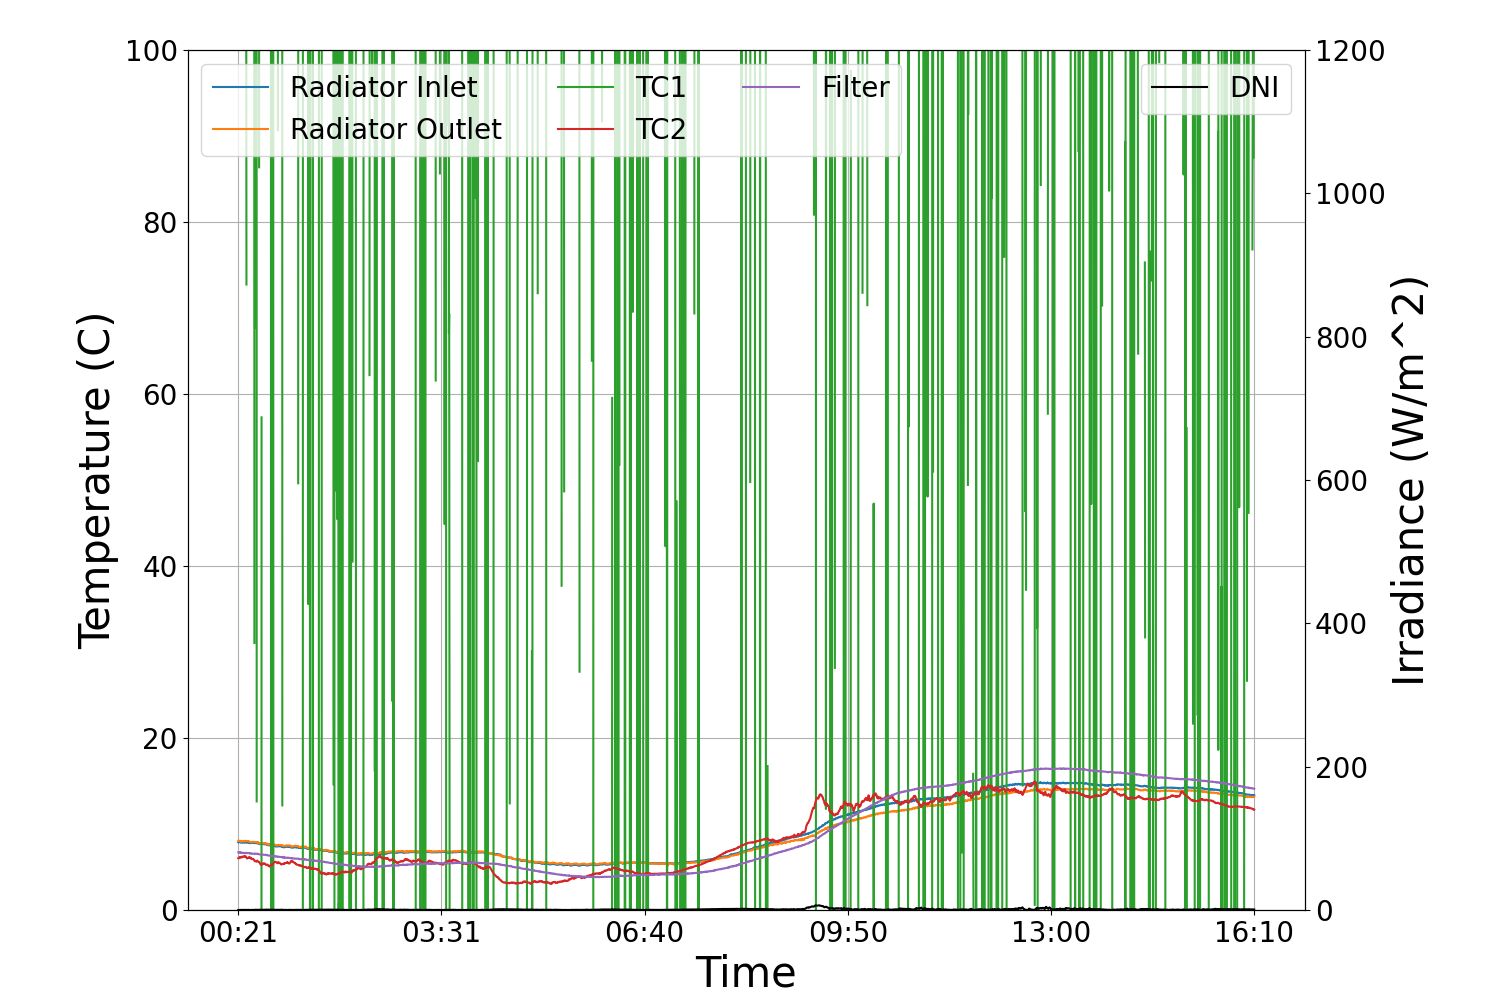 100
80
60
40
20
0
Temperature (C)
Radiator Inlet
Radiator Outlet
TC1
TC2
Filter
DNI
1200
1000
800
600
400
200
0
Irradiance (W/m^2)
00:21 03:31 06:40 09:50 13:00 16:10
Time